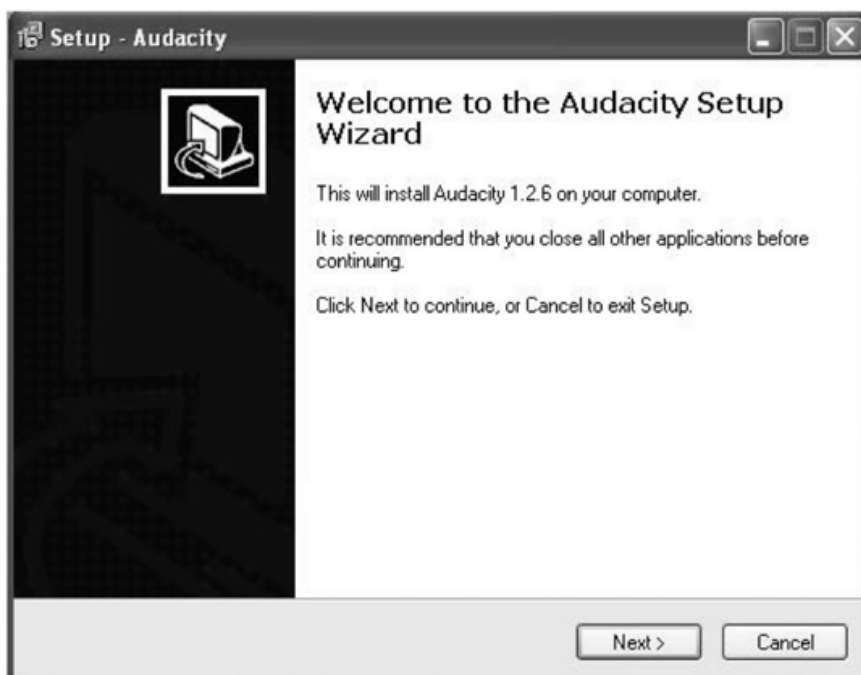 Setup - Audacity
Welcome to the Audacity Setup
Wizard
This will install Audacity 1.2.6 on your computer.
It is recommended that you close all other applications before
continuing.
Click Next to continue, or Cancel to exit Setup.
Next >
Cancel